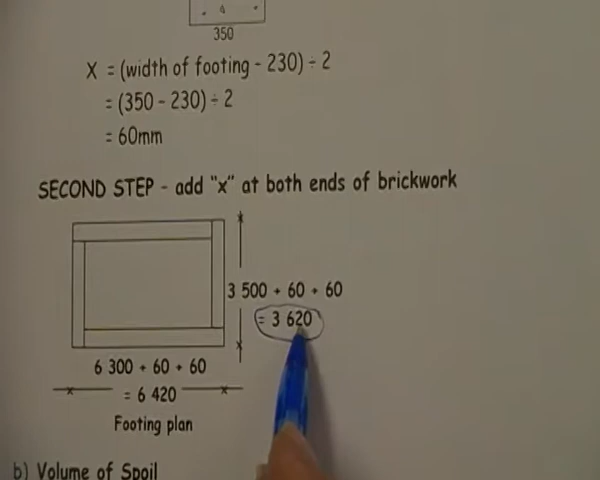 350
X = (width of footing - 230) ÷ 2
= (350 - 230) ÷ 2
= 60mm
SECOND STEP - add "x" at both ends of brickwork
3 500 + 60 + 60
= 3 620
6 300 + 60 + 60
= 6 420
Footing plan
b) Volume of Spoil